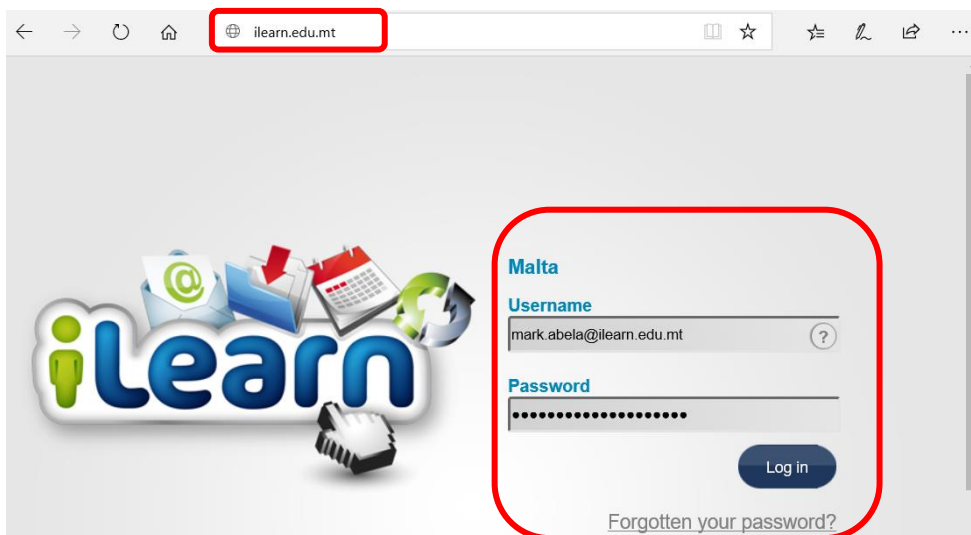 ilearn.edu.mt
@
iLearn
Malta
Username
mark.abela@ilearn.edu.mt
?
Password
••••••••••••••••••••
Log in
Forgotten your password?